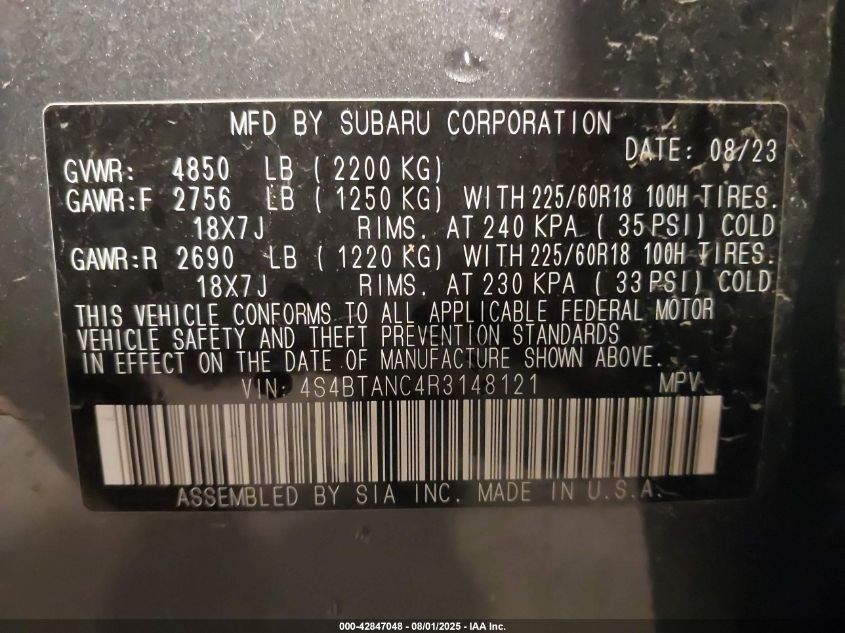 MFD BY SUBARU CORPORATION
DATE: 08/23
GVWR: 4850 LB ( 2200 KG)
GAWR:F 2756 LB ( 1250 KG) WITH 225/60R18 100H TIRES.
18X7J RIMS. AT 240 KPA ( 35 PSI) COLD
GAWR:R 2690 LB ( 1220 KG) WITH 225/60R18 100H TIRES.
18X7J RIMS. AT 230 KPA ( 33 PSI) COLD
THIS VEHICLE CONFORMS TO ALL APPLICABLE FEDERAL MOTOR
VEHICLE SAFETY AND THEFT PREVENTION STANDARDS
IN EFFECT ON THE DATE OF MANUFACTURE SHOWN ABOVE.
VIN: 4S4BTANC4R3148121 MPV
ASSEMBLED BY SIA INC. MADE IN U.S.A.
000-42847048 - 08/01/2025 - IAA Inc.